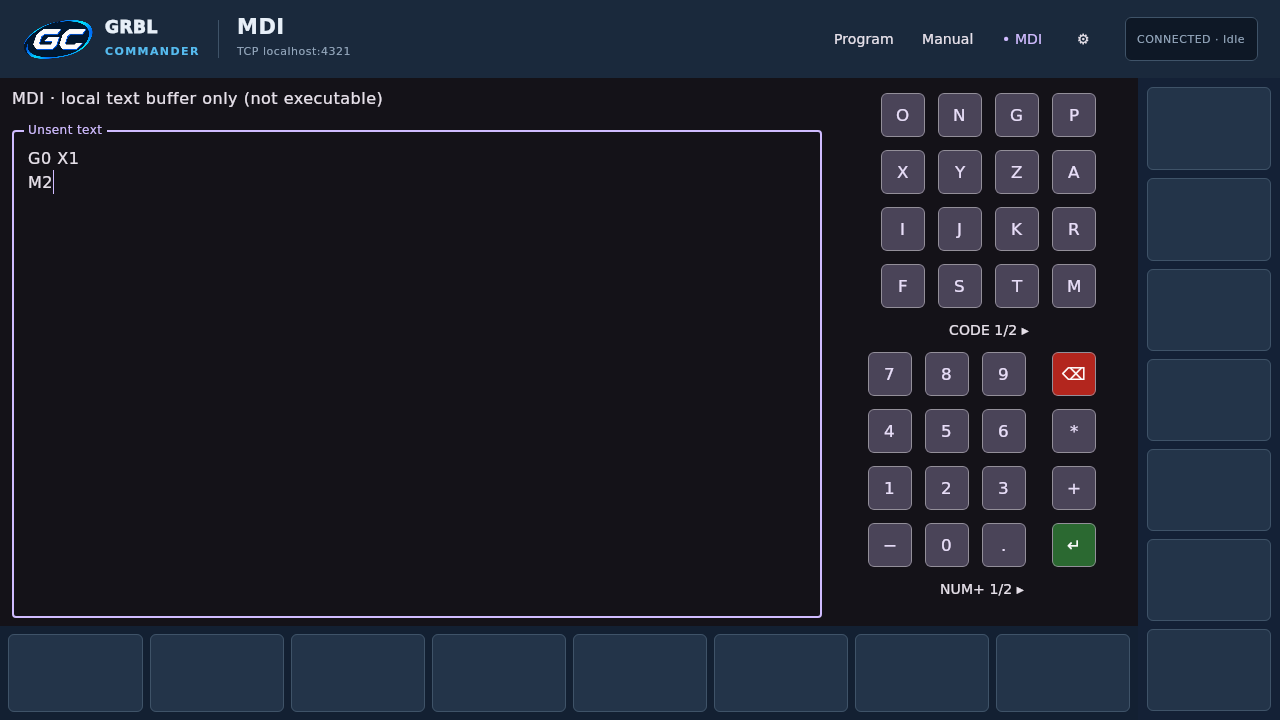 GC GRBL
COMMANDER
MDI
TCP localhost:4321
Program Manual • MDI ⚙ CONNECTED · Idle
MDI · local text buffer only (not executable)
Unsent text
G0 X1
M2
O N G P
X Y Z A
I J K R
F S T M
CODE 1/2 ▸
7 8 9 ⌫
4 5 6 *
1 2 3 +
− 0 . ↵
NUM+ 1/2 ▸